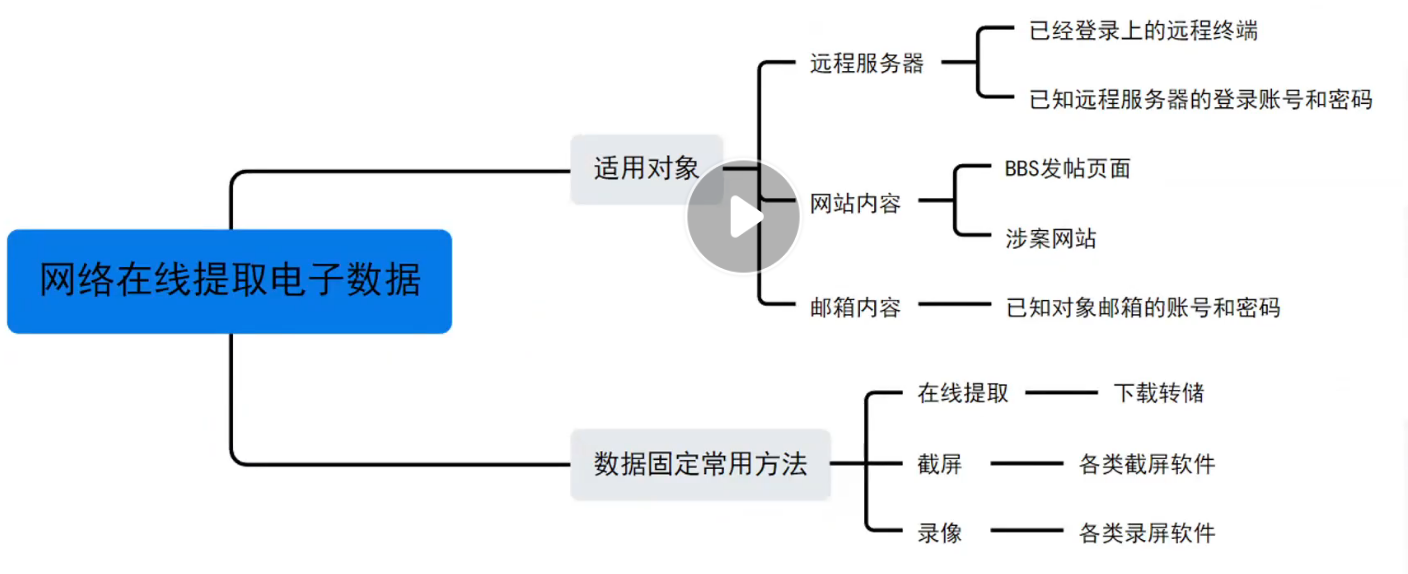 网络在线提取电子数据
适用对象
远程服务器
已经登录上的远程终端
已知远程服务器的登录账号和密码
网站内容
BBS发帖页面
涉案网站
邮箱内容
已知对象邮箱的账号和密码
数据固定常用方法
在线提取
下载转储
截屏
各类截屏软件
录像
各类录屏软件